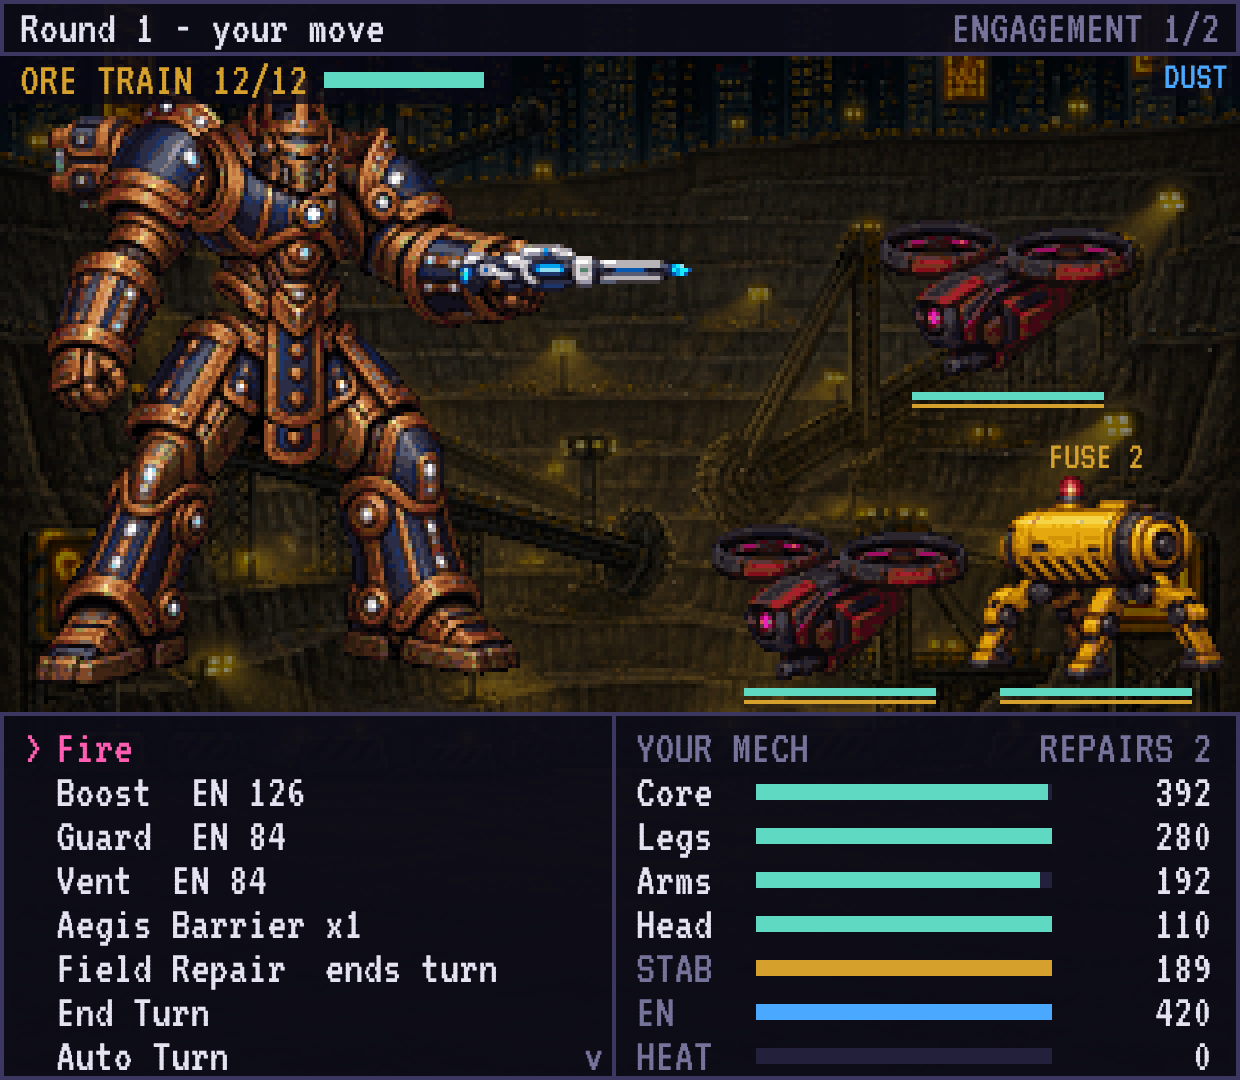 Round 1 - your move
ENGAGEMENT 1/2
ORE TRAIN 12/12
DUST
FUSE 2
> Fire
Boost EN 126
Guard EN 84
Vent EN 84
Aegis Barrier x1
Field Repair ends turn
End Turn
Auto Turn
v
YOUR MECH REPAIRS 2
Core 392
Legs 280
Arms 192
Head 110
STAB 189
EN 420
HEAT 0